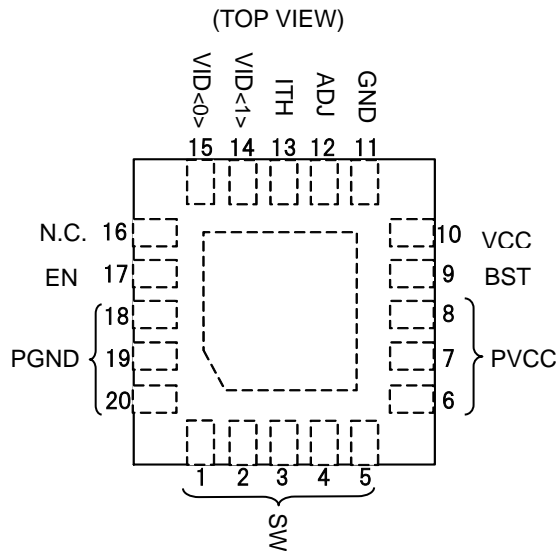 (TOP VIEW)
VID<0> VID<1> ITH ADJ GND
15 14 13 12 11
N.C. 16 10 VCC
EN 17 9 BST
18 8
PGND 19 7 PVCC
20 6
1 2 3 4 5
SW